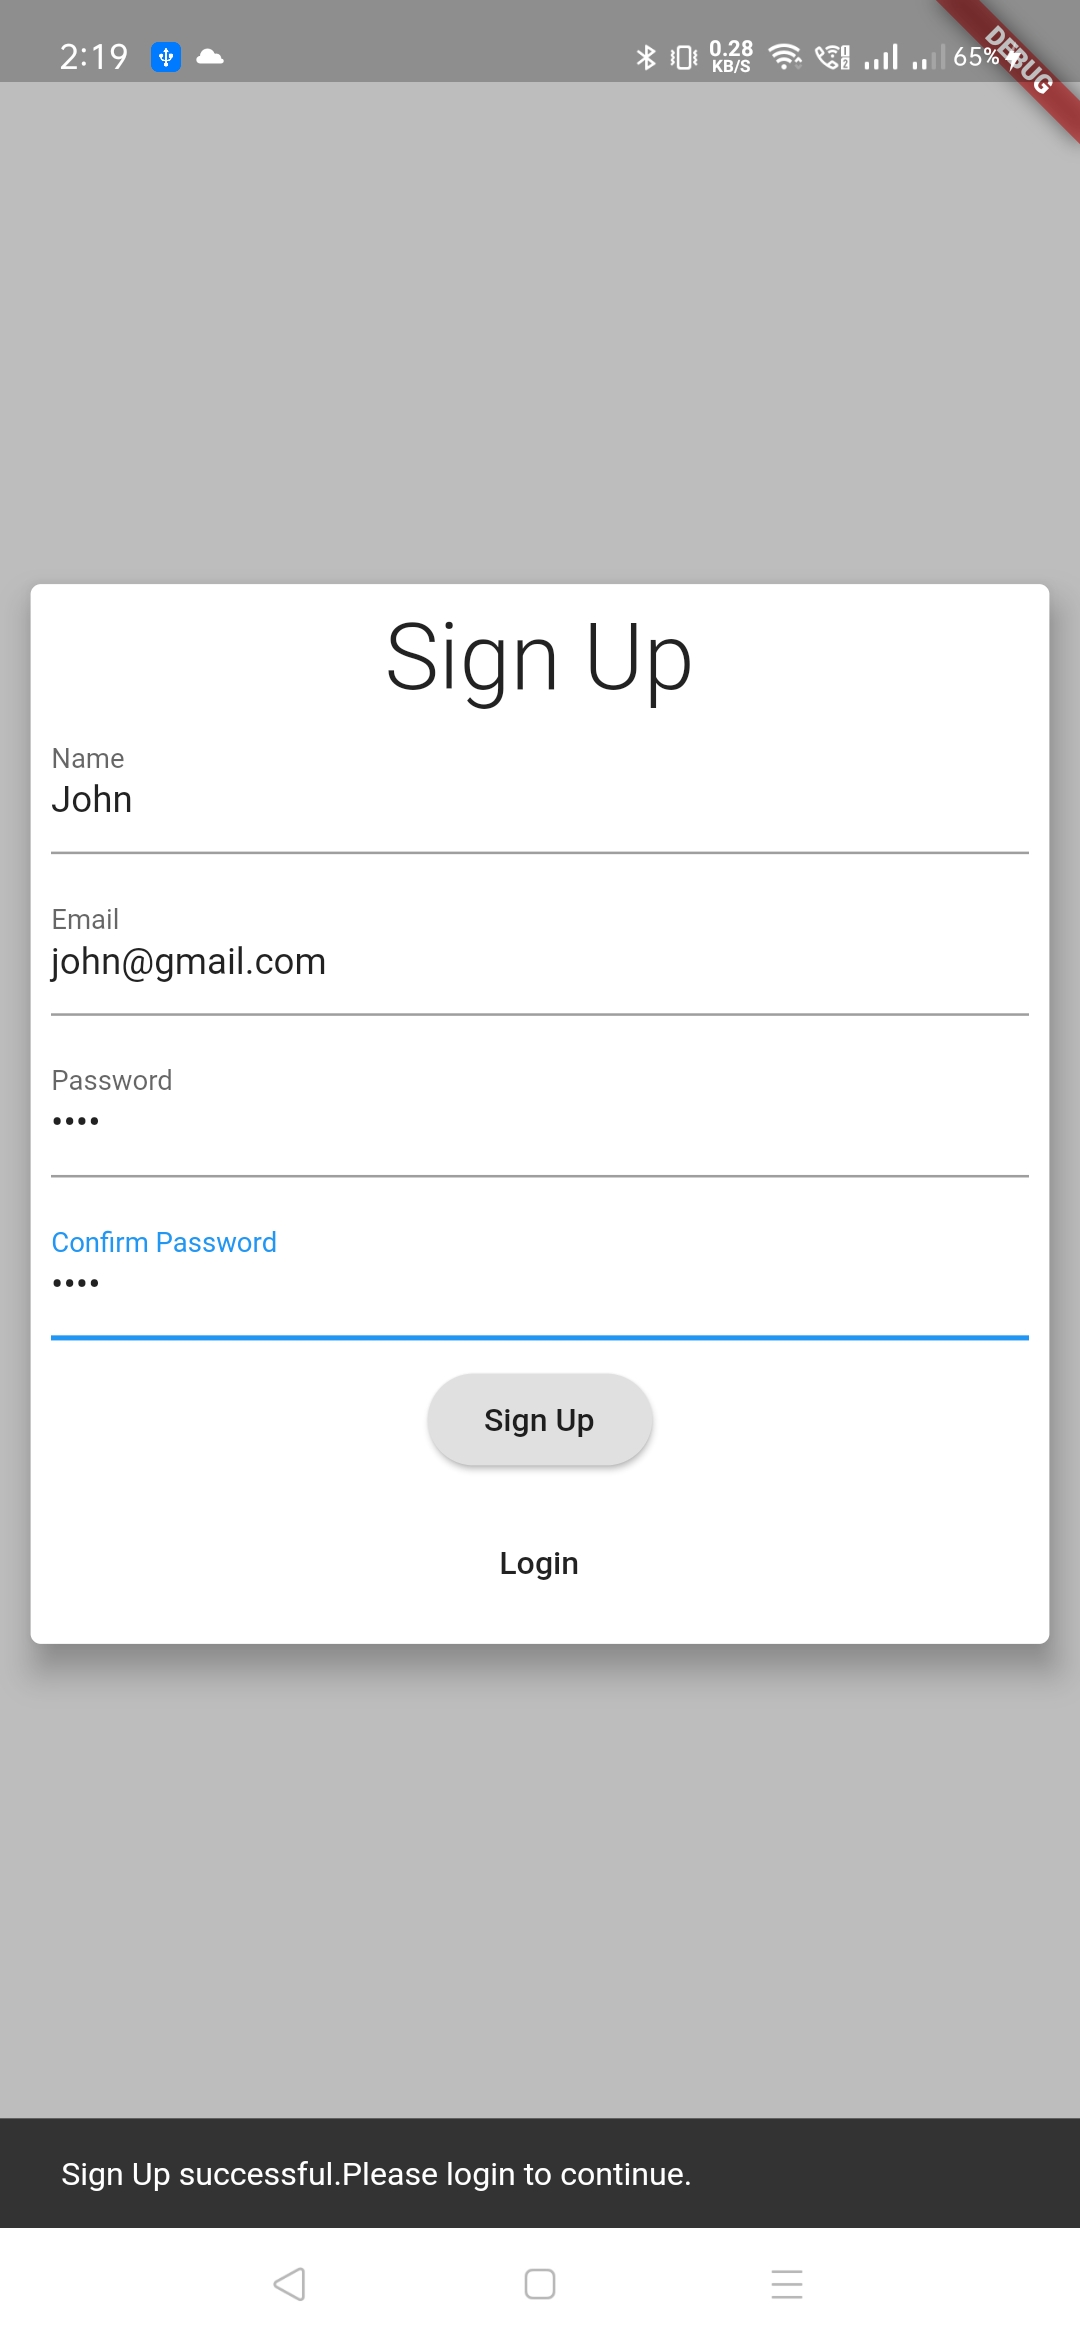 2:19
0.28
KB/S
65%
DEBUG
Sign Up
Name
John
Email
john@gmail.com
Password
••••
Confirm Password
••••
Sign Up
Login
Sign Up successful.Please login to continue.